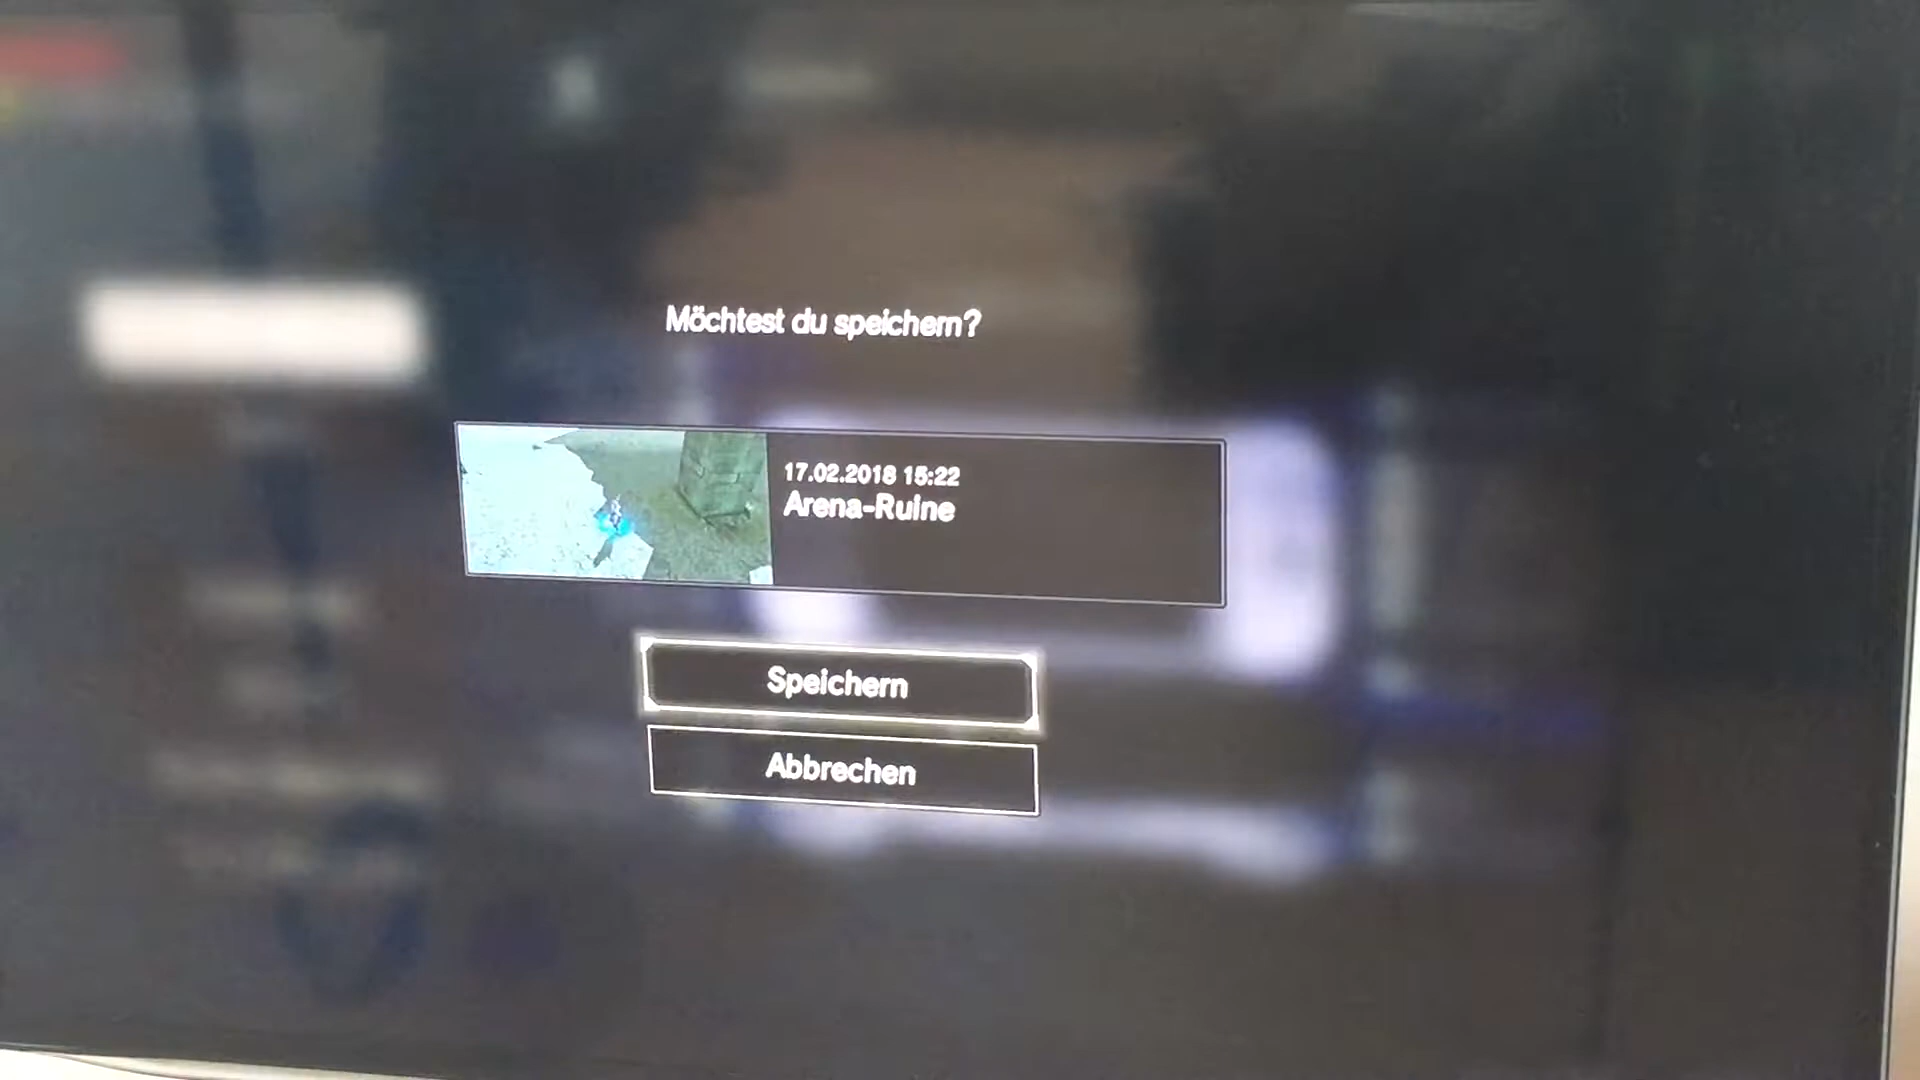 Möchtest du speichern?
17.02.2018 15:22
Arena-Ruine
Speichern
Abbrechen